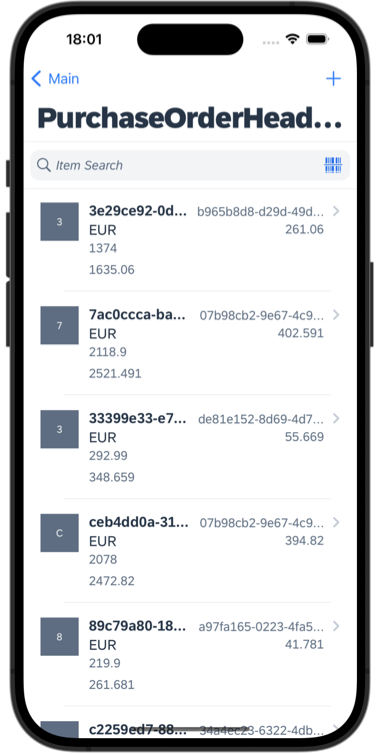 18:01
Main
PurchaseOrderHead...
Item Search
3 3e29ce92-0d... b965b8d8-d29d-49d...
EUR 261.06
1374
1635.06
7 7ac0ccca-ba... 07b98cb2-9e67-4c9...
EUR 402.591
2118.9
2521.491
3 33399e33-e7... de81e152-8d69-4d7...
EUR 55.669
292.99
348.659
C ceb4dd0a-31... 07b98cb2-9e67-4c9...
EUR 394.82
2078
2472.82
8 89c79a80-18... a97fa165-0223-4fa5...
EUR 41.781
219.9
261.681
c2259ed7-88... 34a4ec23-6322-4db...